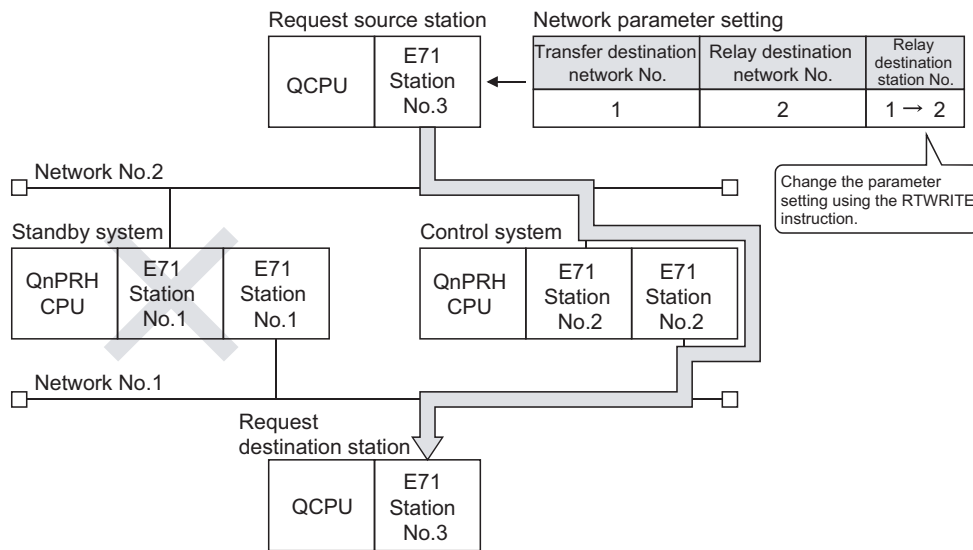 Request source station
Network parameter setting
QCPU
E71
Station
No.3
Transfer destination
network No.
Relay destination
network No.
Relay
destination
station No.
1
2
1 → 2
Change the parameter
setting using the RTWRITE
instruction.
Network No.2
Standby system
Control system
QnPRH
CPU
E71
Station
No.1
E71
Station
No.1
QnPRH
CPU
E71
Station
No.2
E71
Station
No.2
Network No.1
Request
destination station
QCPU
E71
Station
No.3